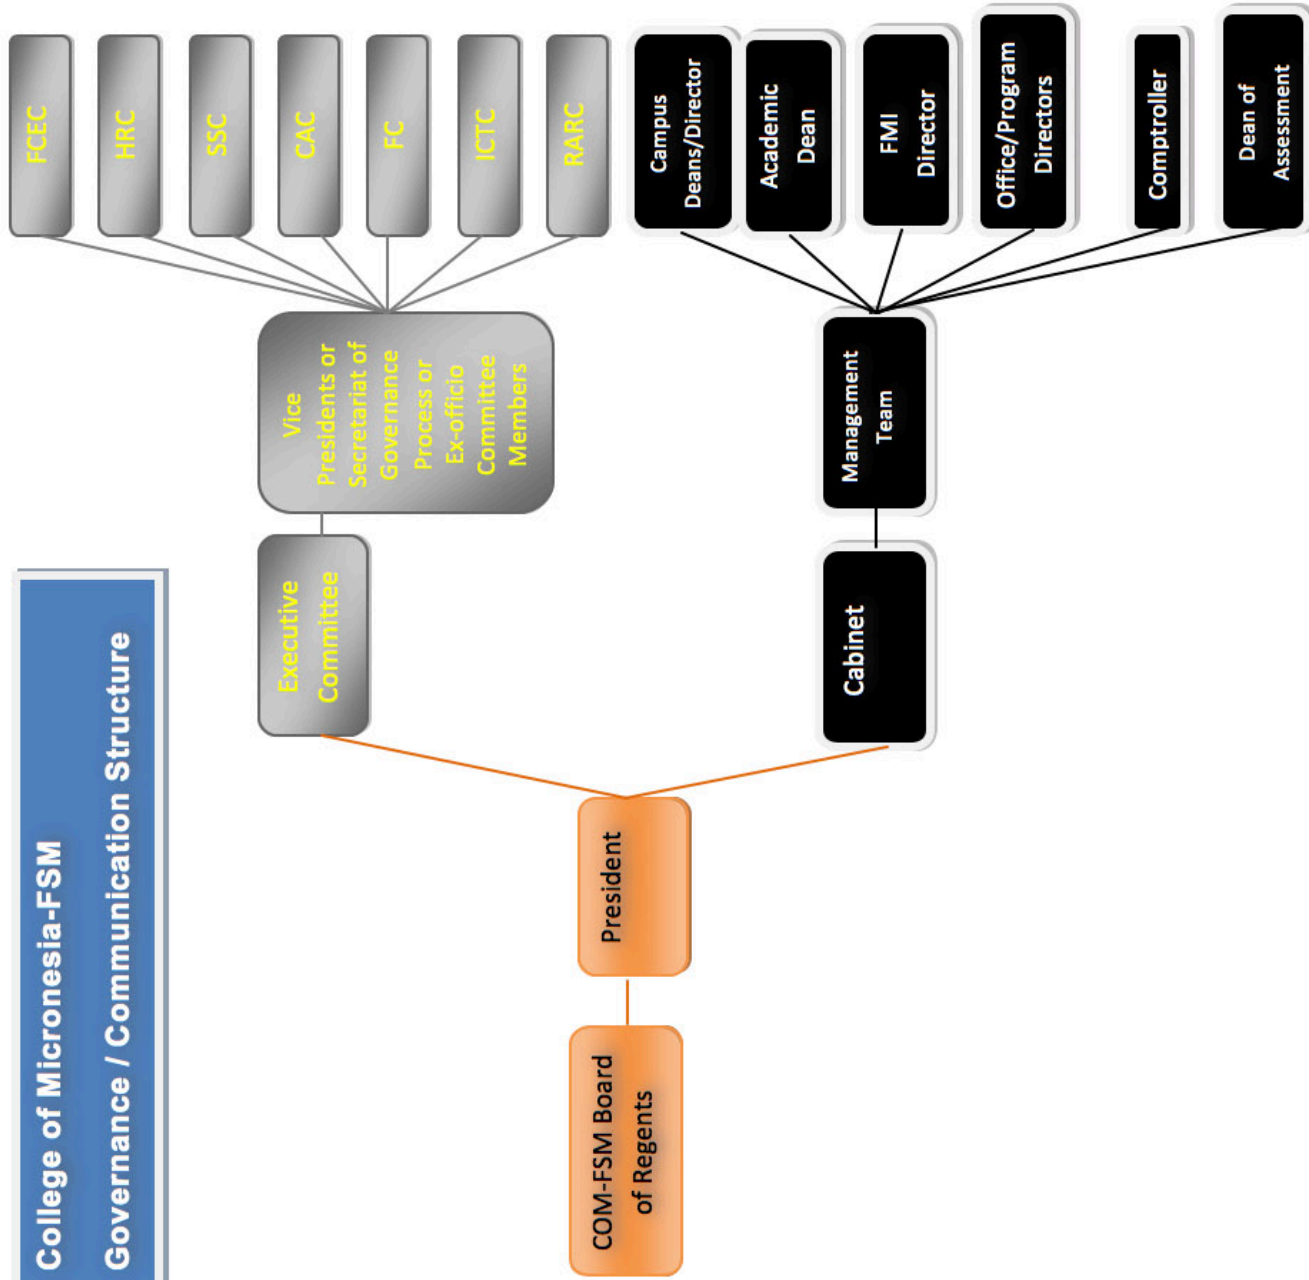 College of Micronesia-FSM
Governance / Communication Structure
COM-FSM Board
of Regents
President
Executive
Committee
Vice
Presidents or
Secretariat of
Governance
Process or
Ex-officio
Committee
Members
FCEC
HRC
SSC
CAC
FC
ICTC
RARC
Cabinet
Management
Team
Campus
Deans/Director
Academic
Dean
FMI
Director
Office/Program
Directors
Comptroller
Dean of
Assessment